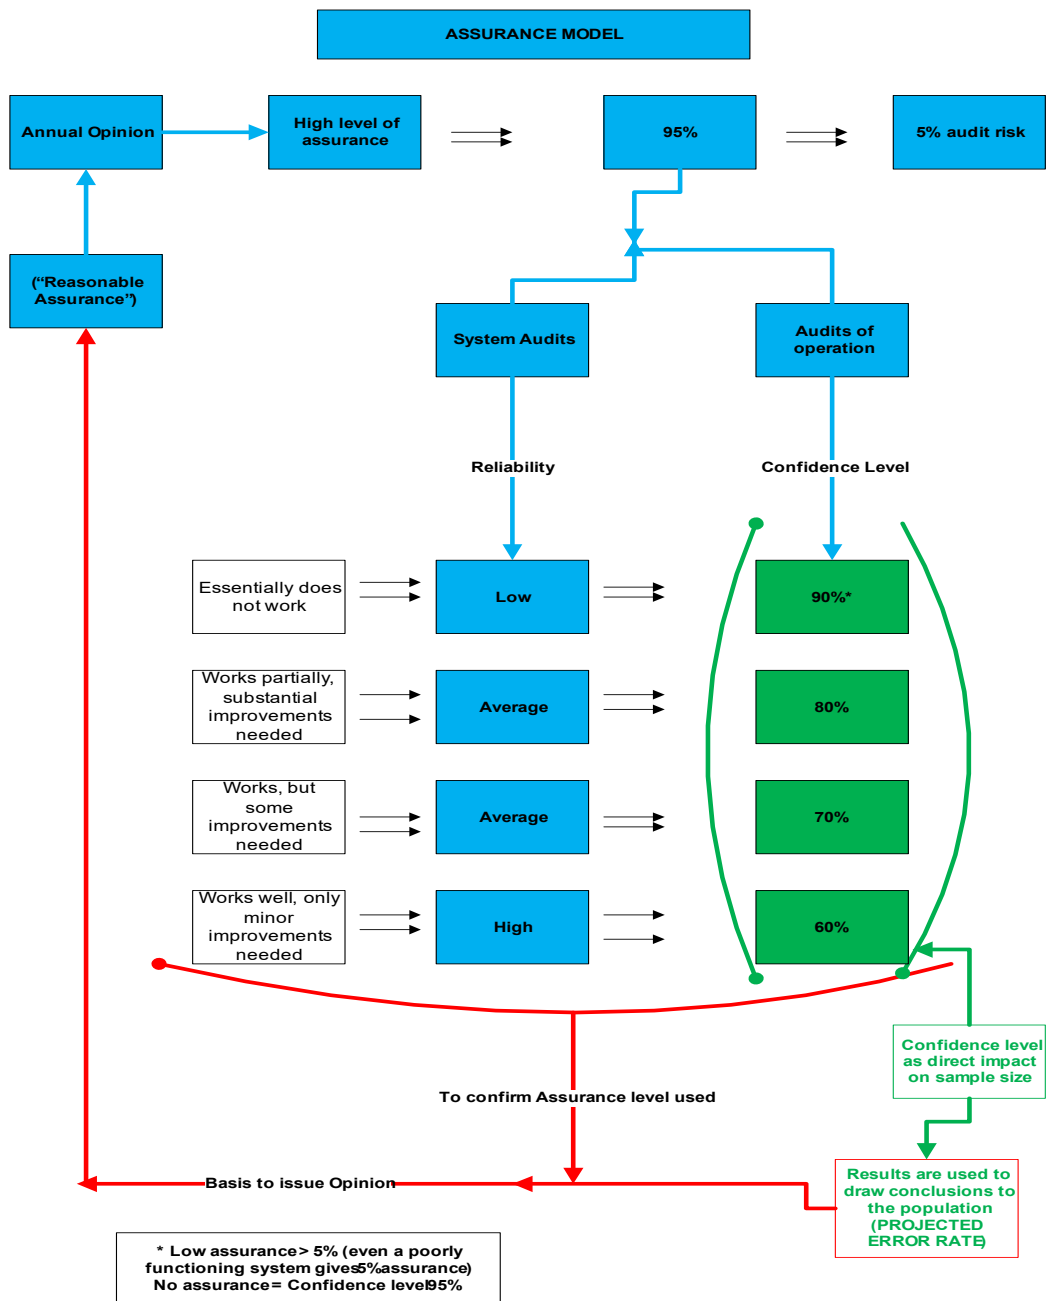 ASSURANCE MODEL
Annual Opinion
High level of
assurance
95%
5% audit risk
(“Reasonable
Assurance”)
System Audits
Audits of
operation
Reliability
Confidence Level
Essentially does
not work
Low
90%*
Works partially,
substantial
improvements
needed
Average
80%
Works, but
some
improvements
needed
Average
70%
Works well, only
minor
improvements
needed
High
60%
Confidence level
as direct impact
on sample size
To confirm Assurance level used
Results are used to
draw conclusions to
the population
(PROJECTED
ERROR RATE)
Basis to issue Opinion
* Low assurance> 5% (even a poorly
functioning system gives5%assurance)
No assurance= Confidence level95%